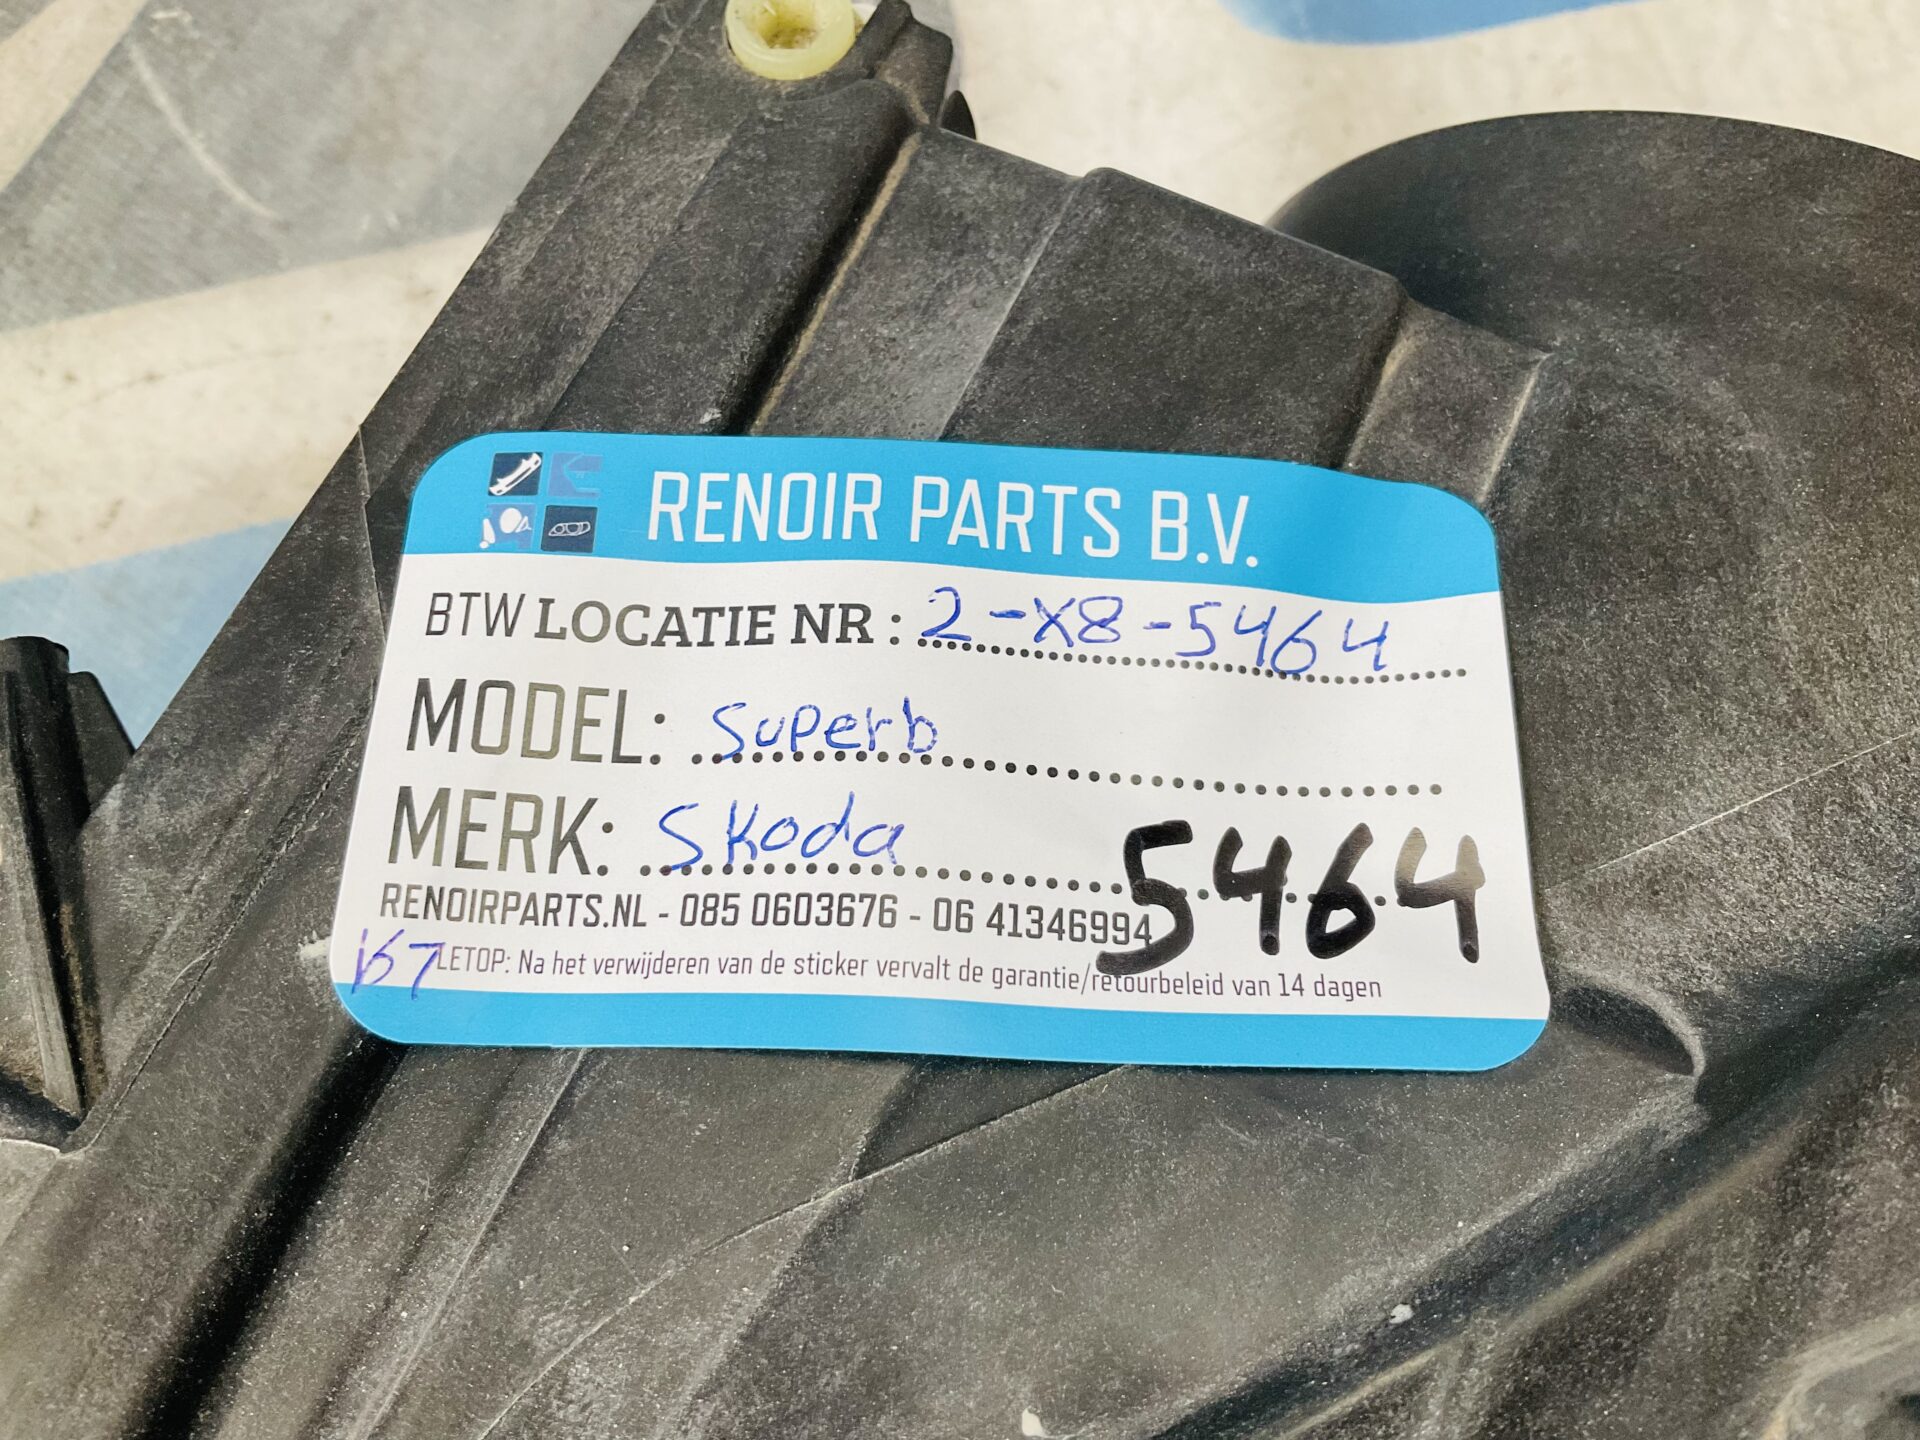 RENOIR PARTS B.V.
BTW LOCATIE NR : 2-X8-5464
MODEL: Superb
MERK: Skoda
5464
RENOIRPARTS.NL - 085 0603676 - 06 41346994
LETOP: Na het verwijderen van de sticker vervalt de garantie/retourbeleid van 14 dagen